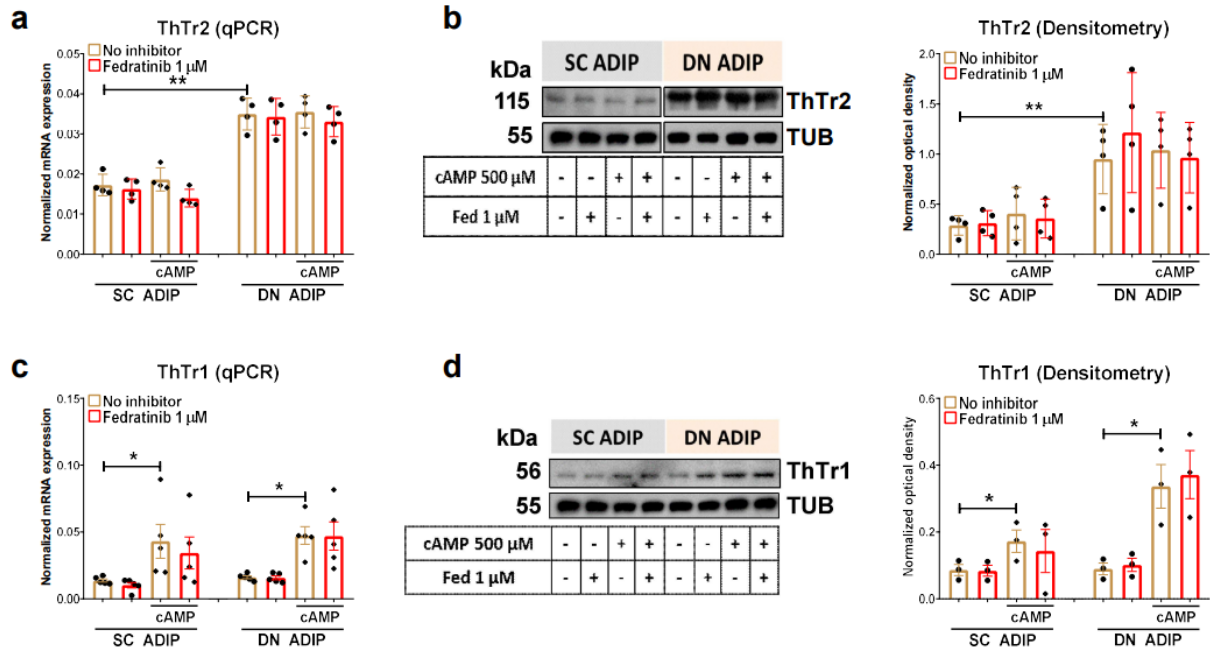 a
ThTr2 (qPCR)
Normalized mRNA expression
0.05
0.04
0.03
0.02
0.01
0.00
No inhibitor
Fedratinib 1 μM
**
cAMP
cAMP
SC ADIP
DN ADIP
b
kDa
SC ADIP
DN ADIP
115
ThTr2
55
TUB
cAMP 500 μM - - + + - - + +
Fed 1 μM - + - + - + - +
ThTr2 (Densitometry)
Normalized optical density
2.0
1.5
1.0
0.5
0.0
No inhibitor
Fedratinib 1 μM
**
cAMP
cAMP
SC ADIP
DN ADIP
c
ThTr1 (qPCR)
Normalized mRNA expression
0.15
0.10
0.05
0.00
No inhibitor
Fedratinib 1 μM
*
*
cAMP
cAMP
SC ADIP
DN ADIP
d
kDa
SC ADIP
DN ADIP
56
ThTr1
55
TUB
cAMP 500 μM - - + + - - + +
Fed 1 μM - + - + - + - +
ThTr1 (Densitometry)
Normalized optical density
0.6
0.4
0.2
0.0
No inhibitor
Fedratinib 1 μM
*
*
cAMP
cAMP
SC ADIP
DN ADIP